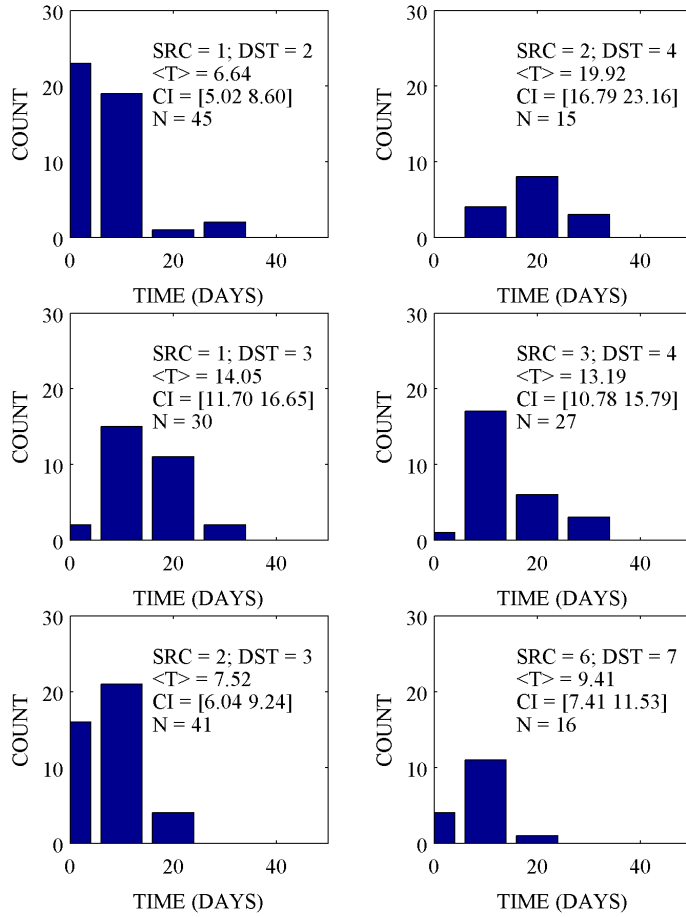 30
20
10
0
COUNT
SRC = 1; DST = 2
<T> = 6.64
CI = [5.02 8.60]
N = 45
0 20 40
TIME (DAYS)
30
20
10
0
COUNT
SRC = 2; DST = 4
<T> = 19.92
CI = [16.79 23.16]
N = 15
0 20 40
TIME (DAYS)
30
20
10
0
COUNT
SRC = 1; DST = 3
<T> = 14.05
CI = [11.70 16.65]
N = 30
0 20 40
TIME (DAYS)
30
20
10
0
COUNT
SRC = 3; DST = 4
<T> = 13.19
CI = [10.78 15.79]
N = 27
0 20 40
TIME (DAYS)
30
20
10
0
COUNT
SRC = 2; DST = 3
<T> = 7.52
CI = [6.04 9.24]
N = 41
0 20 40
TIME (DAYS)
30
20
10
0
COUNT
SRC = 6; DST = 7
<T> = 9.41
CI = [7.41 11.53]
N = 16
0 20 40
TIME (DAYS)